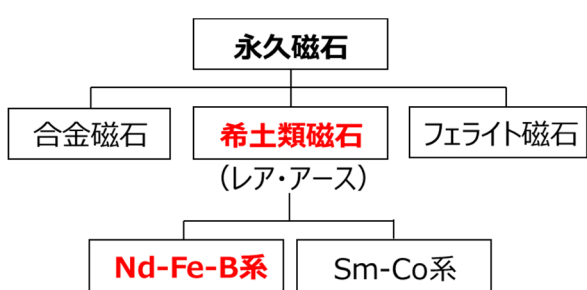 永久磁石
合金磁石
希土類磁石
フェライト磁石
(レア・アース)
Nd-Fe-B系
Sm-Co系